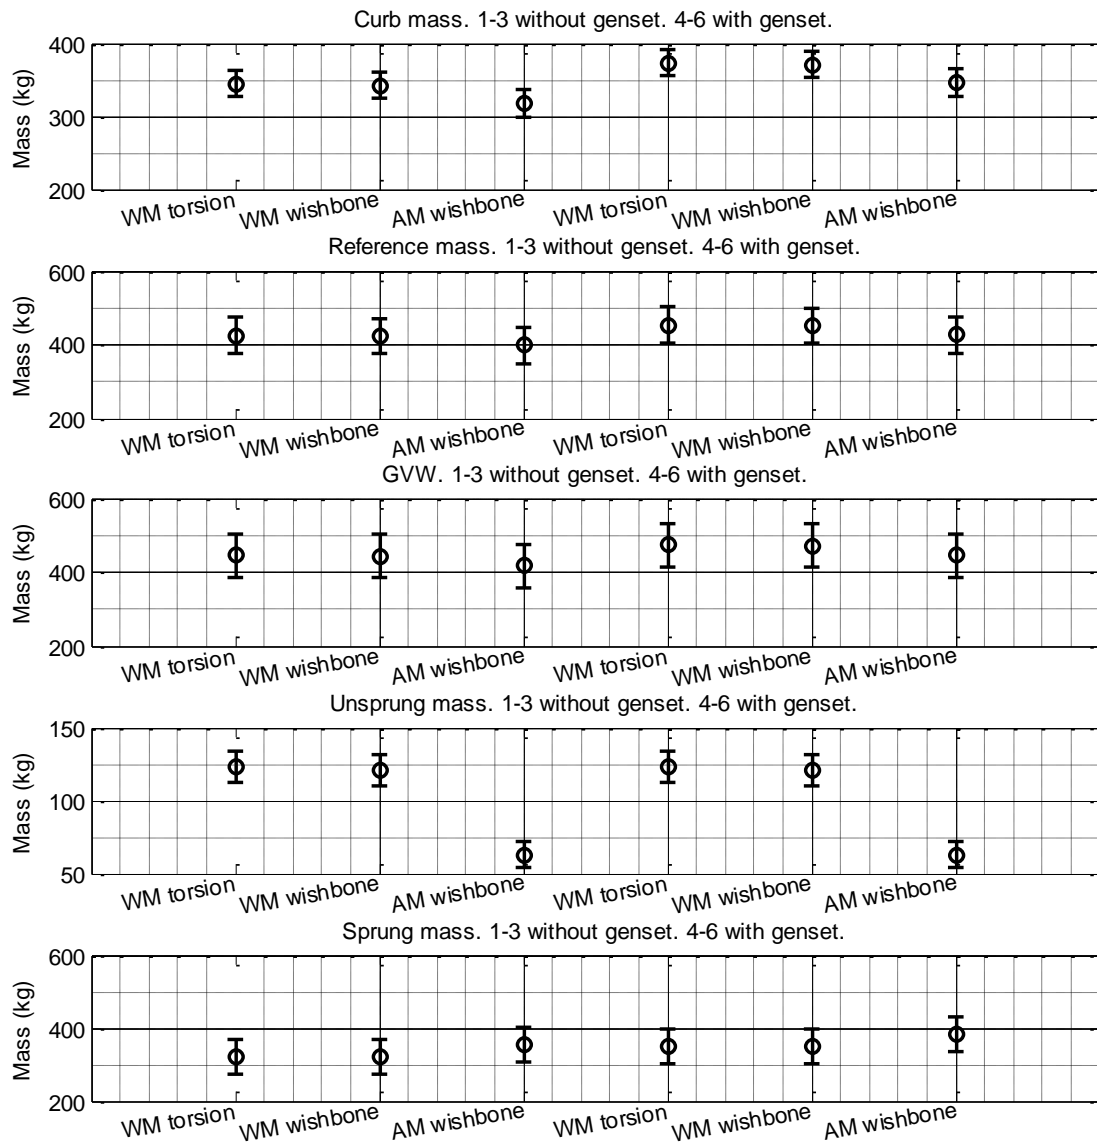 Curb mass. 1-3 without genset. 4-6 with genset.
400
300
200
Mass (kg)
WM torsion
WM wishbone
AM wishbone
WM torsion
WM wishbone
AM wishbone
Reference mass. 1-3 without genset. 4-6 with genset.
600
400
200
Mass (kg)
WM torsion
WM wishbone
AM wishbone
WM torsion
WM wishbone
AM wishbone
GVW. 1-3 without genset. 4-6 with genset.
600
400
200
Mass (kg)
WM torsion
WM wishbone
AM wishbone
WM torsion
WM wishbone
AM wishbone
Unsprung mass. 1-3 without genset. 4-6 with genset.
150
100
50
Mass (kg)
WM torsion
WM wishbone
AM wishbone
WM torsion
WM wishbone
AM wishbone
Sprung mass. 1-3 without genset. 4-6 with genset.
600
400
200
Mass (kg)
WM torsion
WM wishbone
AM wishbone
WM torsion
WM wishbone
AM wishbone